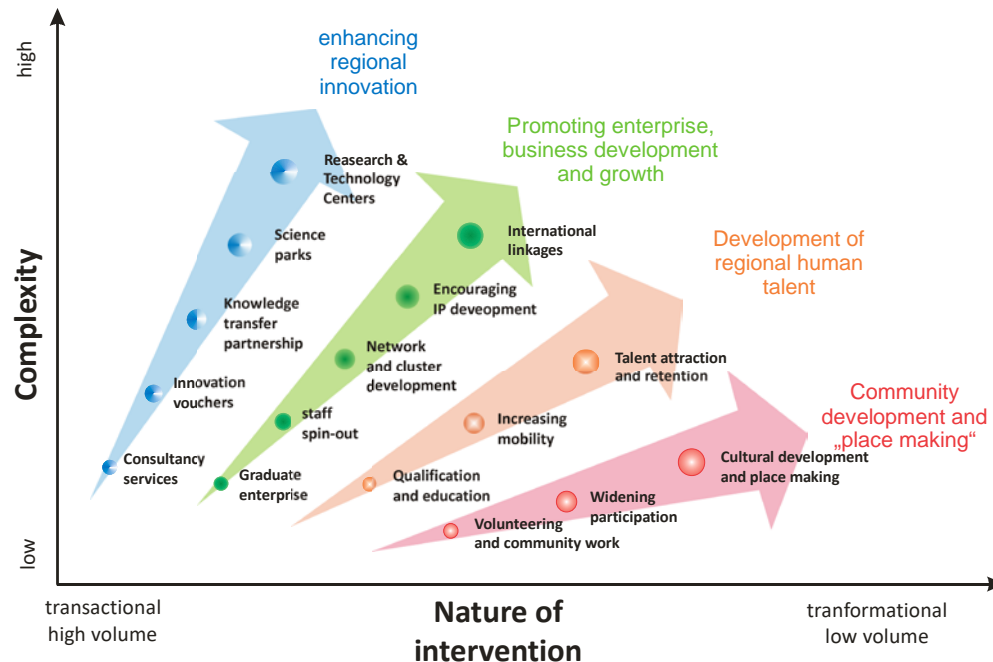 high
Complexity
low
enhancing
regional
innovation
Reasearch &
Technology
Centers
Science
parks
Knowledge
transfer
partnership
Innovation
vouchers
Consultancy
services
Promoting enterprise,
business development
and growth
International
linkages
Encouraging
IP deveopment
Network
and cluster
development
staff
spin-out
Graduate
enterprise
Development of
regional human
talent
Talent attraction
and retention
Increasing
mobility
Qualification
and education
Community
development and
„place making“
Cultural development
and place making
Widening
participation
Volunteering
and community work
transactional
high volume
Nature of
intervention
tranformational
low volume